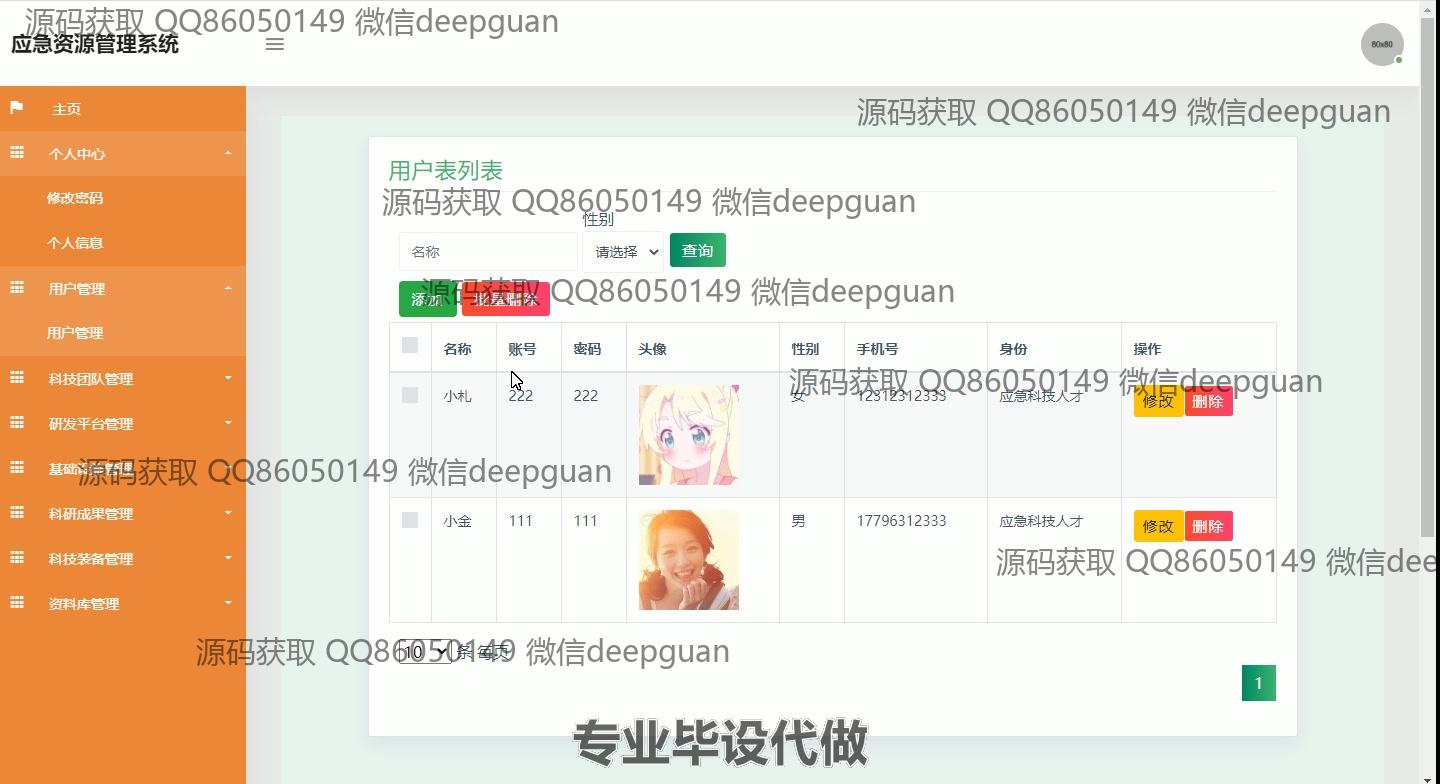 源码获取 QQ86050149 微信deepguan
应急资源管理系统
80x80
主页
源码获取 QQ86050149 微信deepguan
个人中心
修改密码
个人信息
用户管理
用户管理
科技团队管理
研发平台管理
源码获取 QQ86050149 微信deepguan
科研成果管理
科技装备管理
资料库管理
用户表列表
源码获取 QQ86050149 微信deepguan
性别
名称 请选择 查询
源码获取 QQ86050149 微信deepguan
添加 批量删除
名称 账号 密码 头像 性别 手机号 身份 操作
源码获取 QQ86050149 微信deepguan
小札 222 222 女 12312312333 应急科技人才 修改 删除
小金 111 111 男 17796312333 应急科技人才 修改 删除
源码获取 QQ86050149 微信dee
源码获取 QQ86050149 微信deepguan
10 条 每页
1
专业毕设代做